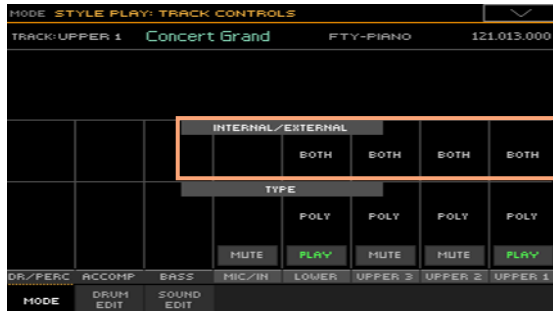 MODE STYLE PLAY: TRACK CONTROLS
TRACK:UPPER 1 Concert Grand FTY-PIANO 121.013.000
INTERNAL/EXTERNAL
BOTH BOTH BOTH BOTH
TYPE
POLY POLY POLY POLY
MUTE PLAY MUTE MUTE PLAY
DR/PERC ACCOMP BASS MIC/IN LOWER UPPER 3 UPPER 2 UPPER 1
MODE DRUM EDIT SOUND EDIT